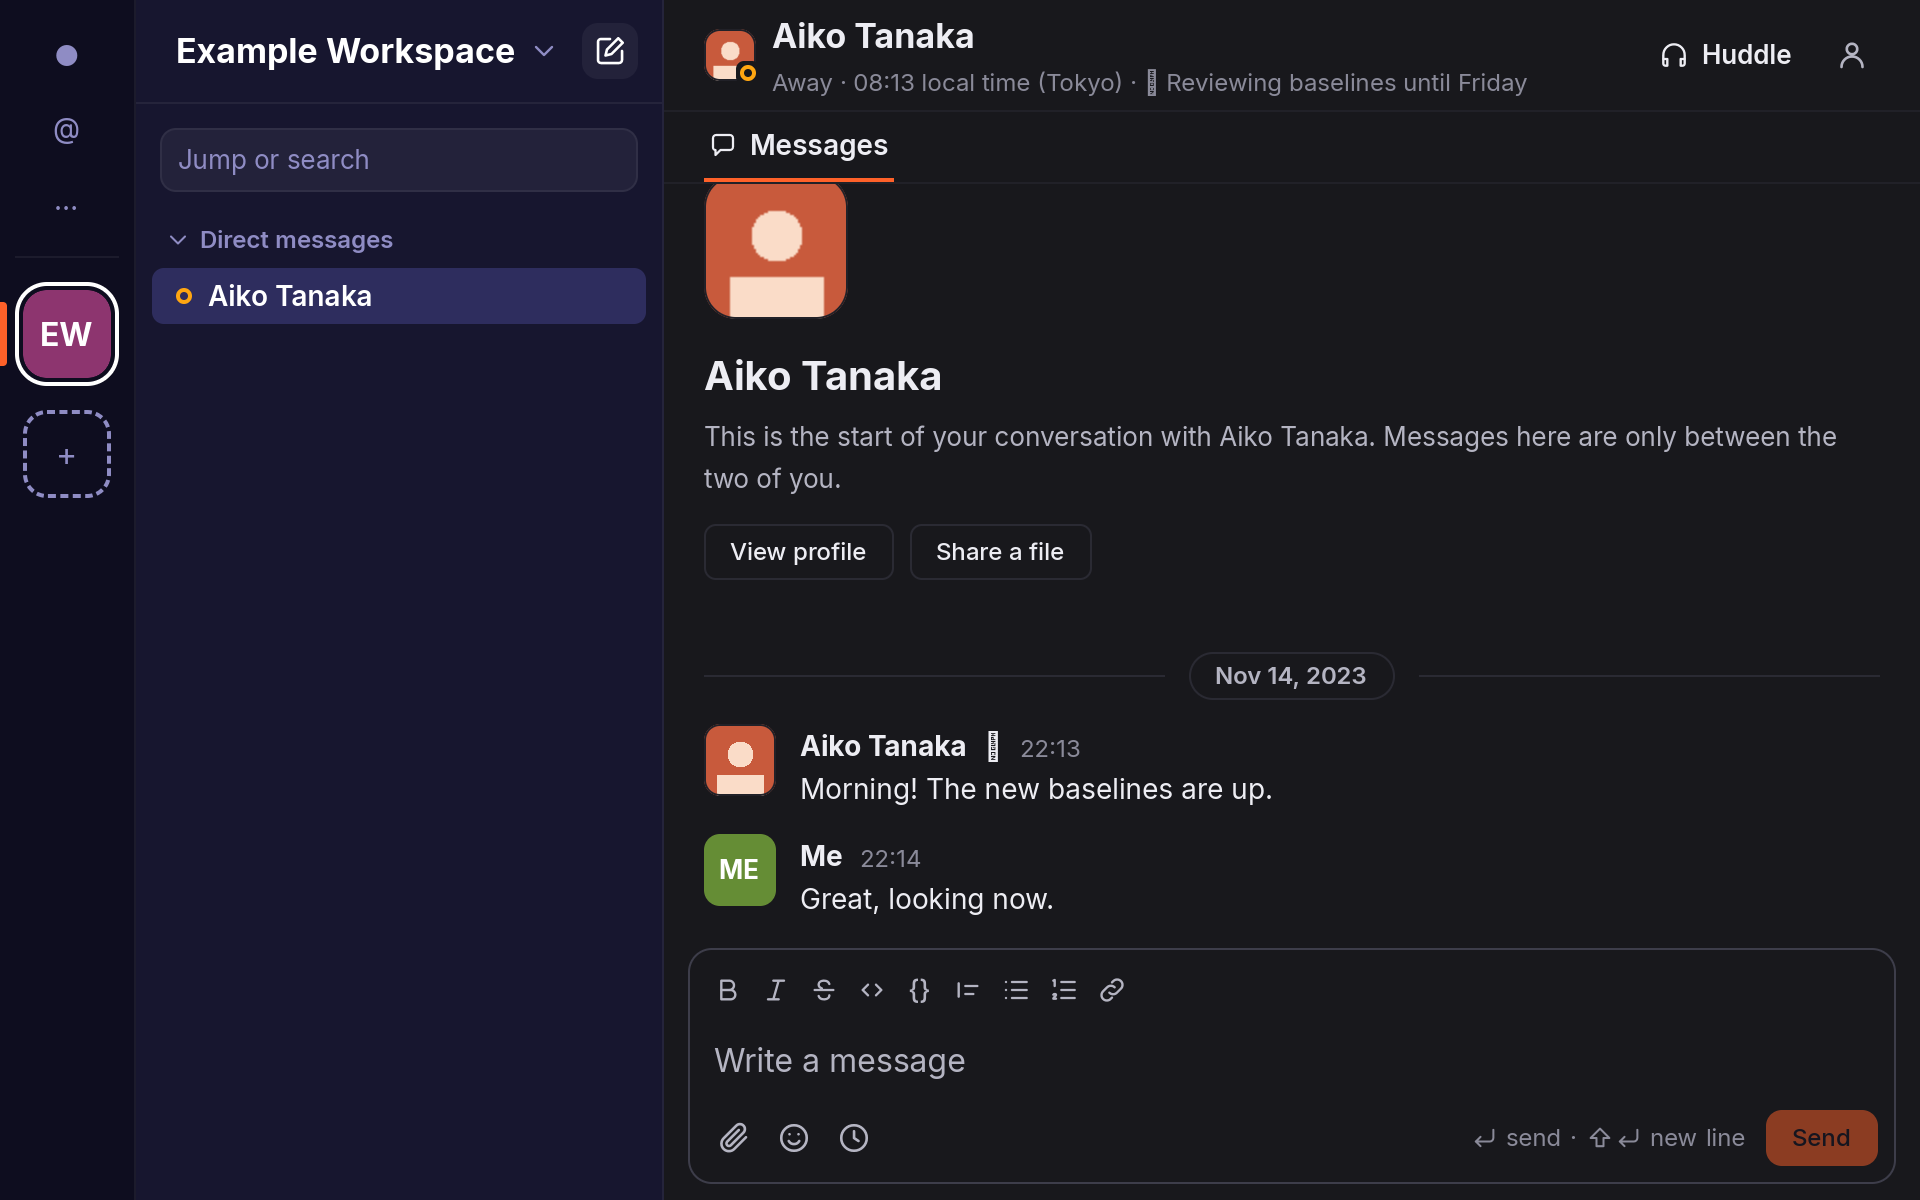 Example Workspace
@
...
EW
+
Jump or search
Direct messages
Aiko Tanaka
Aiko Tanaka
Away · 08:13 local time (Tokyo) · Reviewing baselines until Friday
Huddle
Messages
Aiko Tanaka
This is the start of your conversation with Aiko Tanaka. Messages here are only between the
two of you.
View profile
Share a file
Nov 14, 2023
Aiko Tanaka 22:13
Morning! The new baselines are up.
ME
Me 22:14
Great, looking now.
Write a message
send · new line
Send